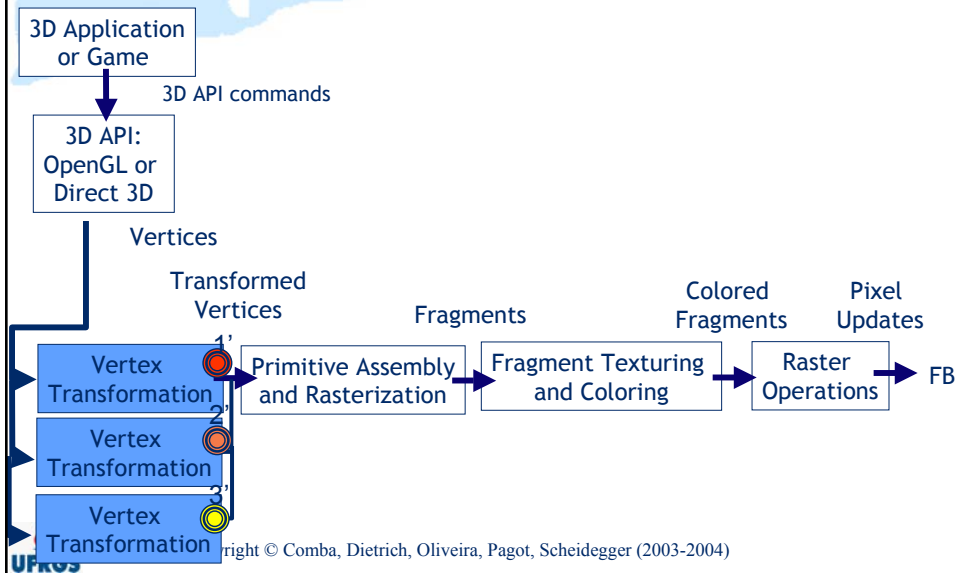 3D Application
or Game
3D API commands
3D API:
OpenGL or
Direct 3D
Vertices
Transformed
Vertices
Fragments
Colored
Fragments
Pixel
Updates
1'
Vertex
Transformation
Primitive Assembly
and Rasterization
Fragment Texturing
and Coloring
Raster
Operations
FB
2'
Vertex
Transformation
3'
Vertex
Transformation
right © Comba, Dietrich, Oliveira, Pagot, Scheidegger (2003-2004)
UFRGS